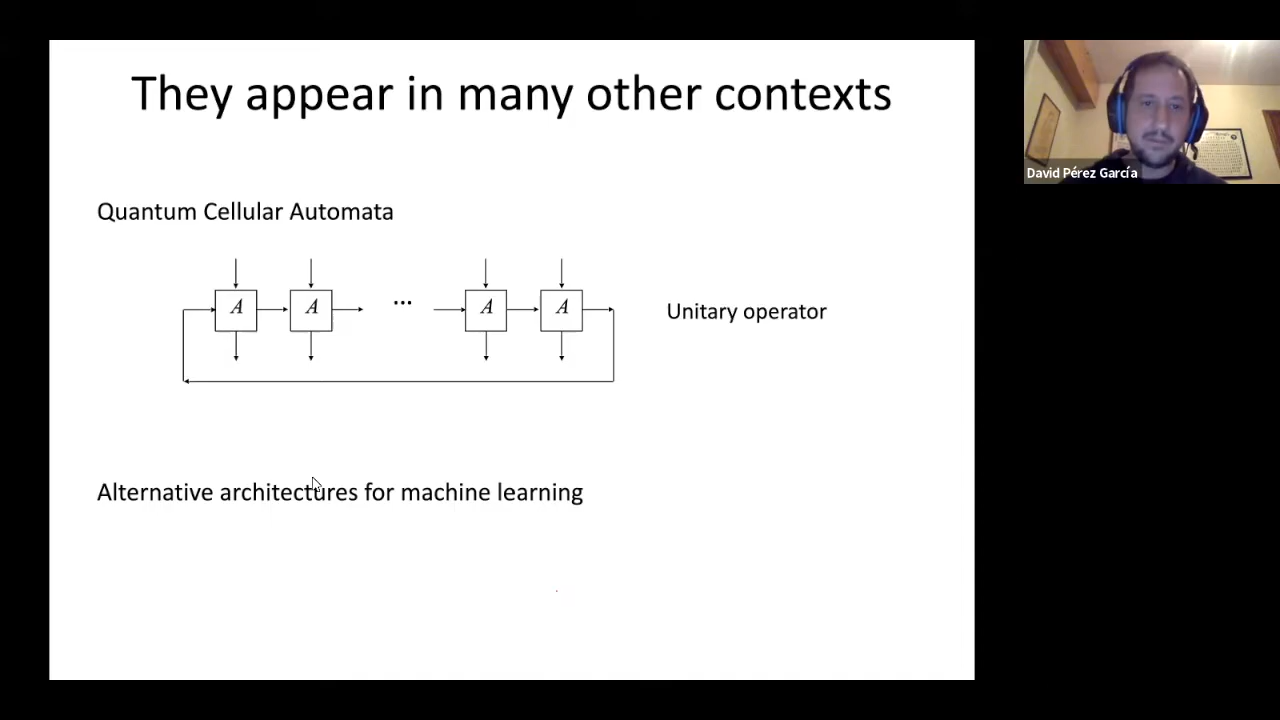 They appear in many other contexts
David Pérez García
Quantum Cellular Automata
A A ... A A
Unitary operator
Alternative architectures for machine learning